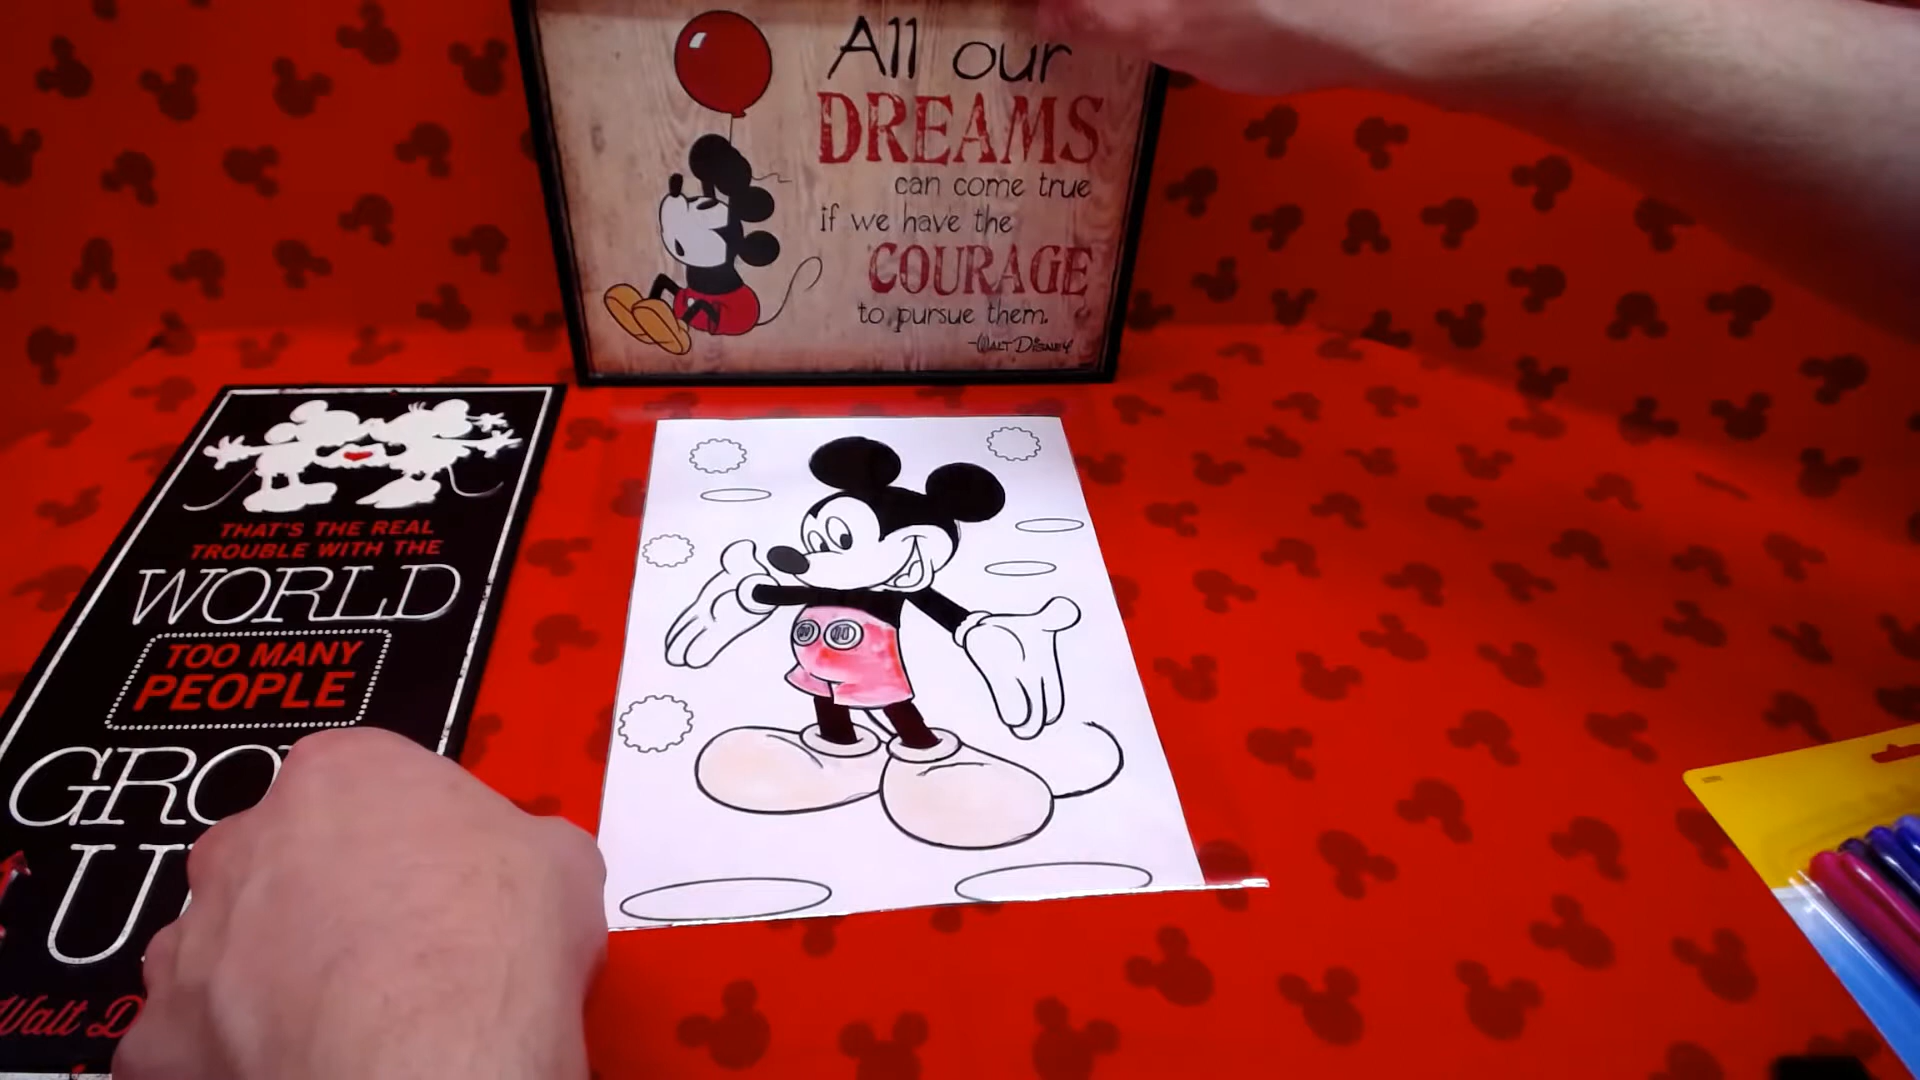 All our
DREAMS
can come true
if we have the
COURAGE
to pursue them.
-WALT DISNEY
THAT'S THE REAL
TROUBLE WITH THE
WORLD
TOO MANY
PEOPLE
Walt